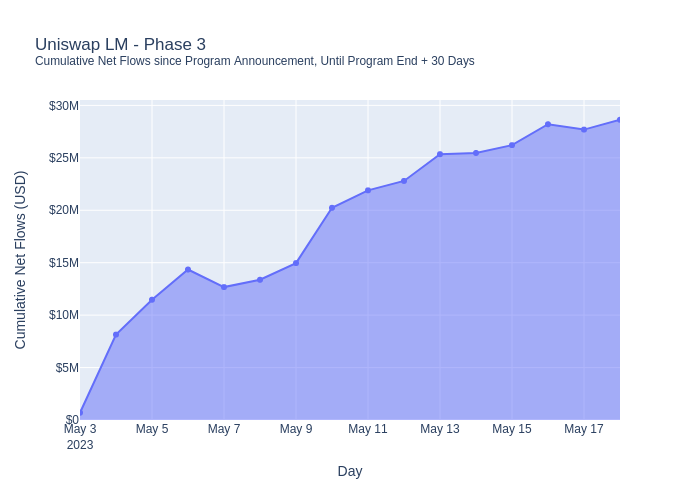 Uniswap LM - Phase 3
Cumulative Net Flows since Program Announcement, Until Program End + 30 Days
Cumulative Net Flows (USD)
$30M
$25M
$20M
$15M
$10M
$5M
$0
May 3 May 5 May 7 May 9 May 11 May 13 May 15 May 17
2023
Day